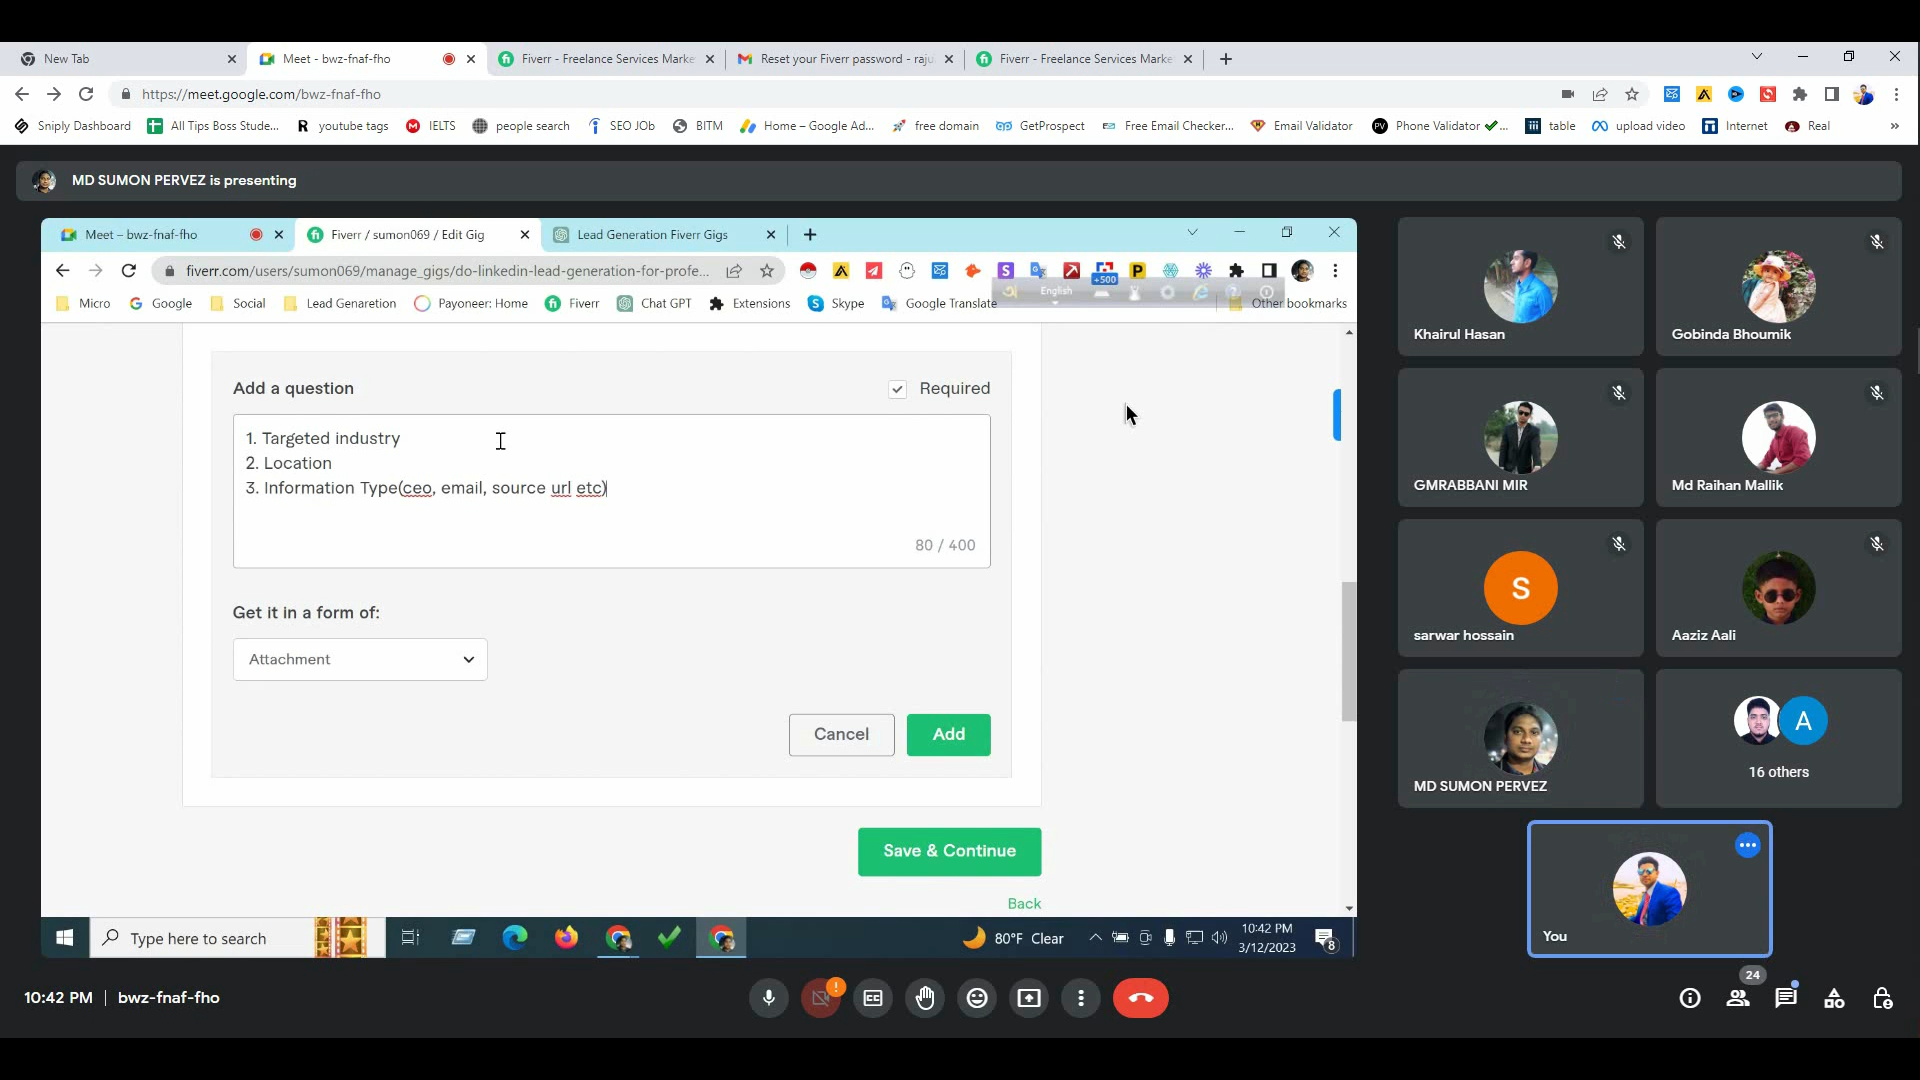 New Tab
Meet - bwz-fnaf-fho
Fiverr - Freelance Services Marke
Reset your Fiverr password - raju
Fiverr - Freelance Services Marke
https://meet.google.com/bwz-fnaf-fho
Sniply Dashboard
All Tips Boss Stude...
youtube tags
IELTS
people search
SEO JOb
BITM
Home – Google Ad...
free domain
GetProspect
Free Email Checker...
Email Validator
Phone Validator ✔...
table
upload video
Internet
Real
MD SUMON PERVEZ is presenting
Meet – bwz-fnaf-fho
Fiverr / sumon069 / Edit Gig
Lead Generation Fiverr Gigs
fiverr.com/users/sumon069/manage_gigs/do-linkedin-lead-generation-for-profe...
+500
Micro
Google
Social
Lead Genaretion
Payoneer: Home
Fiverr
Chat GPT
Extensions
Skype
Google Translate
English
Other bookmarks
Add a question
Required
1. Targeted industry
2. Location
3. Information Type(ceo, email, source url etc)
80 / 400
Get it in a form of:
Attachment
Cancel
Add
Save & Continue
Back
Type here to search
80°F Clear
10:42 PM
3/12/2023
8
Khairul Hasan
Gobinda Bhoumik
GMRABBANI MIR
Md Raihan Mallik
S
sarwar hossain
Aaziz Aali
MD SUMON PERVEZ
A
16 others
You
10:42 PM | bwz-fnaf-fho
24